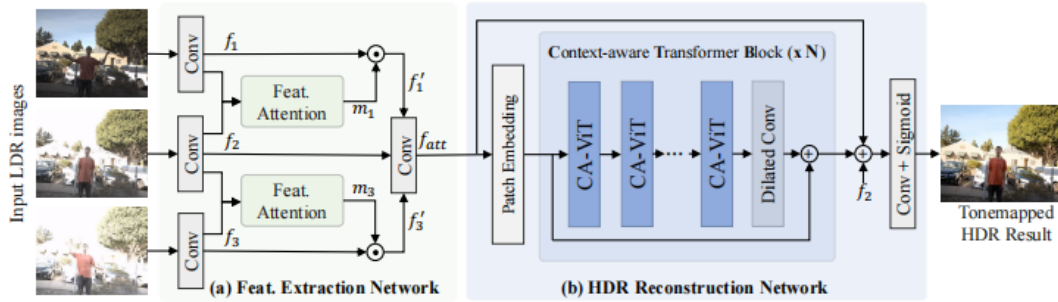 Input LDR images
Conv
Conv
Conv
f1
f2
f3
Feat.
Attention
m1
Feat.
Attention
m3
f1′
f3′
Conv
fatt
(a) Feat. Extraction Network
Patch Embedding
Context-aware Transformer Block (x N)
CA-ViT
CA-ViT
CA-ViT
Dilated Conv
f2
Conv + Sigmoid
(b) HDR Reconstruction Network
Tonemapped
HDR Result